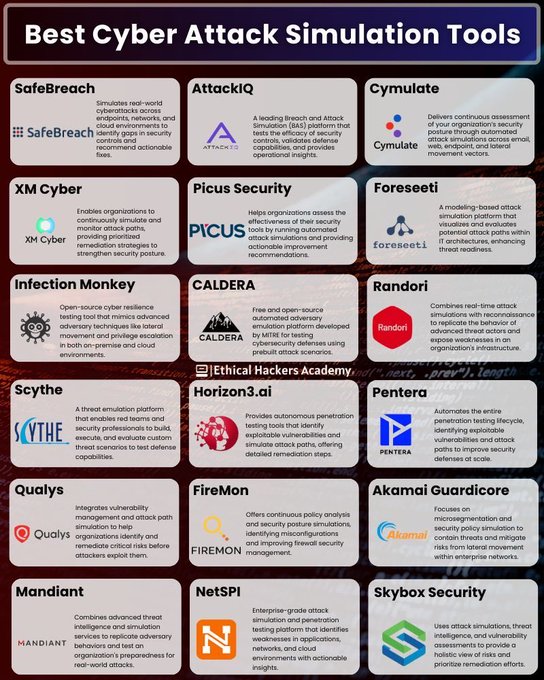 Best Cyber Attack Simulation Tools
SafeBreach
SafeBreach
Simulates real-world
cyberattacks across
endpoints, networks, and
cloud environments to
identify gaps in security
controls and
recommend actionable
fixes.
AttackIQ
ATTACKIQ
A leading Breach and Attack
Simulation (BAS) platform that
tests the efficacy of security
controls, validates defense
capabilities, and provides
operational insights.
Cymulate
Cymulate
Delivers continuous assessment
of your organization's security
posture through automated
attack simulations across email,
web, endpoint, and lateral
movement vectors.
XM Cyber
XM Cyber
Enables organizations to
continuously simulate and
monitor attack paths,
providing prioritized
remediation strategies to
strengthen security posture.
Picus Security
PICUS
Helps organizations assess the
effectiveness of their security
tools by running automated
attack simulations and providing
actionable improvement
recommendations.
Foreseeti
foreseeti
A modeling-based attack
simulation platform that
visualizes and evaluates
potential attack paths within
IT architectures, enhancing
threat readiness.
Infection Monkey
Open-source cyber resilience
testing tool that mimics advanced
adversary techniques like lateral
movement and privilege escalation
in both on-premise and cloud
environments.
CALDERA
CALDERA
Free and open-source
automated adversary
emulation platform developed
by MITRE for testing
cybersecurity defenses using
prebuilt attack scenarios.
Randori
Randori
Combines real-time attack
simulations with reconnaissance
to replicate the behavior of
advanced threat actors and
expose weaknesses in an
organization's infrastructure.
|Ethical Hackers Academy
Scythe
SCYTHE
A threat emulation platform
that enables red teams and
security professionals to build,
execute, and evaluate custom
threat scenarios to test defense
capabilities.
Horizon3.ai
Provides autonomous penetration
testing tools that identify
exploitable vulnerabilities and
simulate attack paths, offering
detailed remediation steps.
Pentera
PENTERA
Automates the entire
penetration testing lifecycle,
identifying exploitable
vulnerabilities and attack
paths to improve security
defenses at scale.
Qualys
Qualys
Integrates vulnerability
management and attack path
simulation to help
organizations identify and
remediate critical risks before
attackers exploit them.
FireMon
FIREMON
Offers continuous policy analysis
and security posture simulations,
identifying misconfigurations
and improving firewall security
management.
Akamai Guardicore
Akamai
Focuses on
microsegmentation and
security policy simulation to
contain threats and mitigate
risks from lateral movement
within enterprise networks.
Mandiant
MANDIANT
Combines advanced threat
intelligence and simulation
services to replicate adversary
behaviors and test an
organization's preparedness for
real-world attacks.
NetSPI
Enterprise-grade attack
simulation and penetration
testing platform that identifies
weaknesses in applications,
networks, and cloud
environments with actionable
insights.
Skybox Security
Uses attack simulations, threat
intelligence, and vulnerability
assessments to provide a
holistic view of risks and
prioritize remediation efforts.